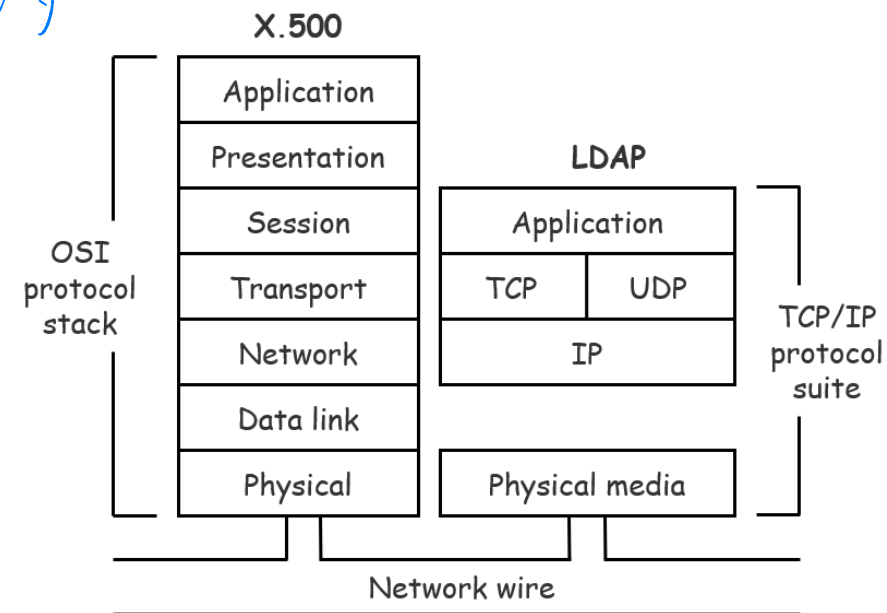 X.500
Application
Presentation
Session
Transport
Network
Data link
Physical
OSI
protocol
stack
LDAP
Application
TCP
UDP
IP
Physical media
TCP/IP
protocol
suite
Network wire